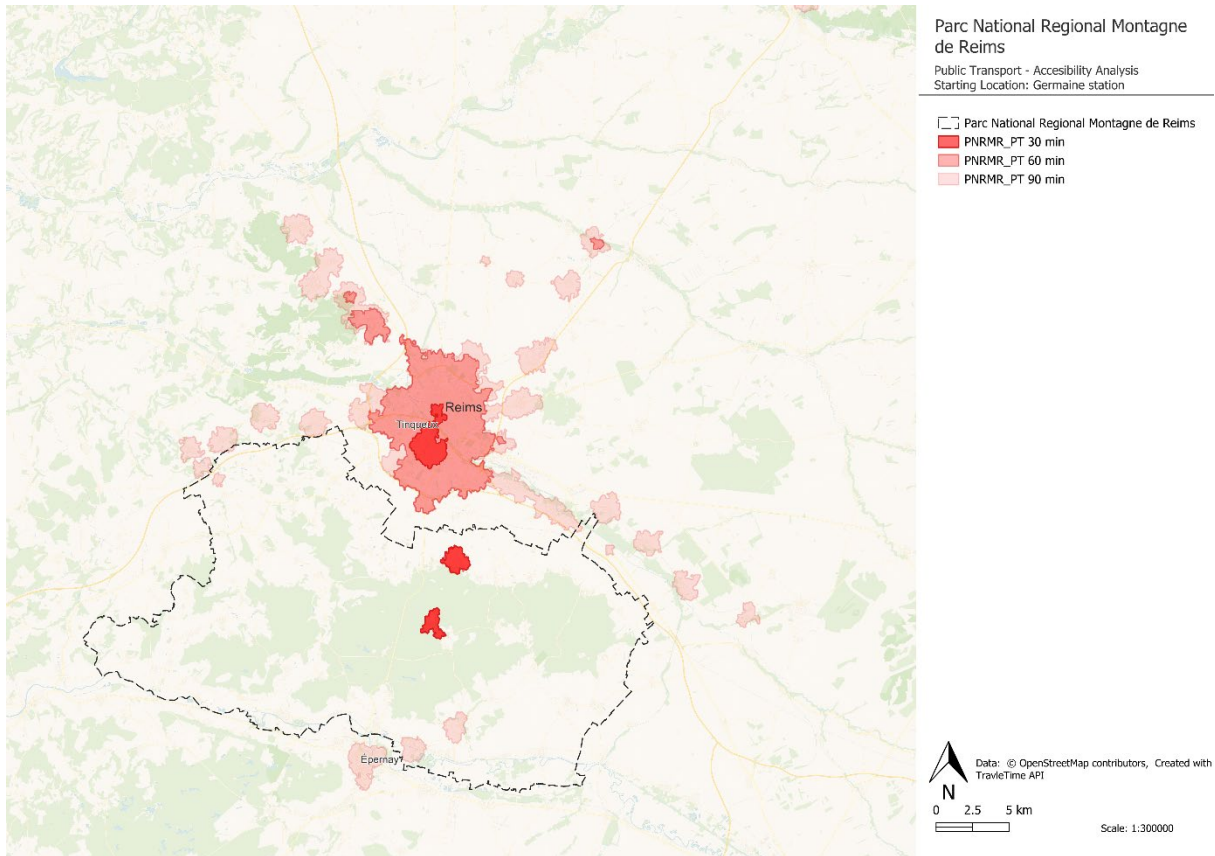 Parc National Regional Montagne
de Reims
Public Transport - Accesibility Analysis
Starting Location: Germaine station
Parc National Regional Montagne de Reims
PNRMR_PT 30 min
PNRMR_PT 60 min
PNRMR_PT 90 min
Reims
Tinqueux
Épernay
N
Data: © OpenStreetMap contributors, Created with
TravleTime API
0 2.5 5 km
Scale: 1:300000